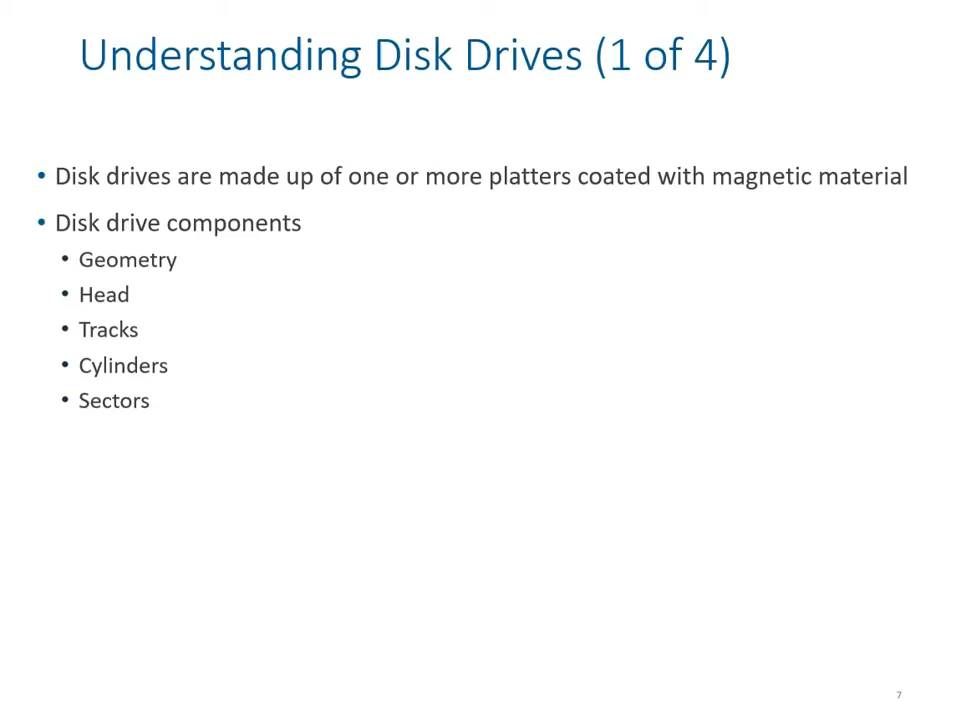 Understanding Disk Drives (1 of 4)
• Disk drives are made up of one or more platters coated with magnetic material
• Disk drive components
• Geometry
• Head
• Tracks
• Cylinders
• Sectors
7